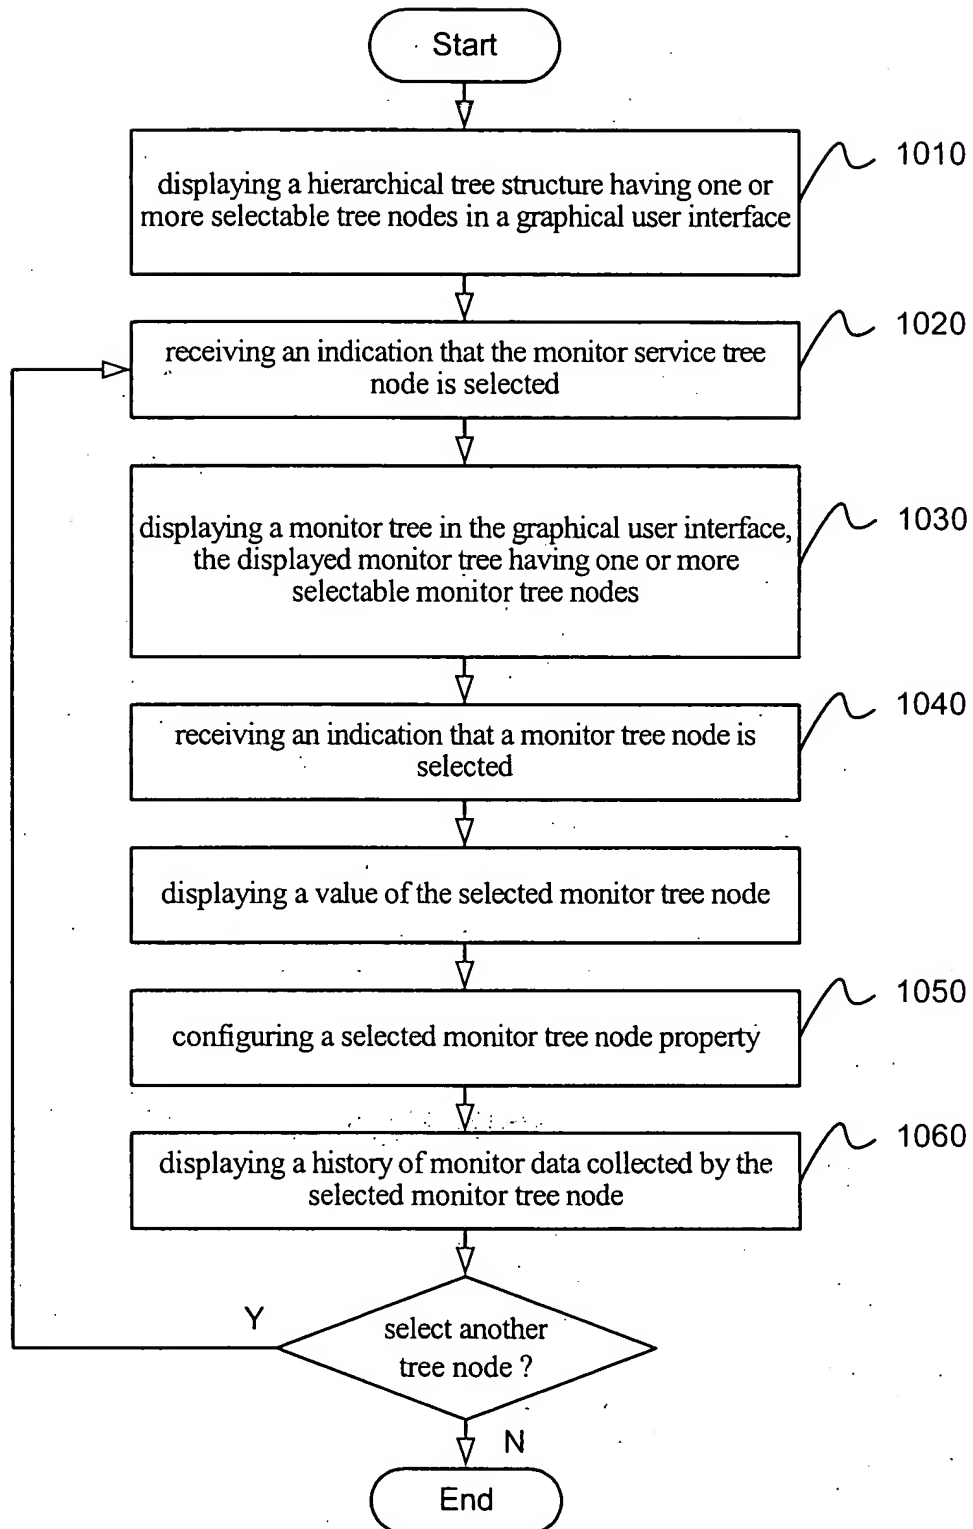 Start
displaying a hierarchical tree structure having one or
more selectable tree nodes in a graphical user interface
1010
receiving an indication that the monitor service tree
node is selected
1020
displaying a monitor tree in the graphical user interface,
the displayed monitor tree having one or more
selectable monitor tree nodes
1030
receiving an indication that a monitor tree node is
selected
1040
displaying a value of the selected monitor tree node
configuring a selected monitor tree node property
1050
displaying a history of monitor data collected by the
selected monitor tree node
1060
select another
tree node ?
Y
N
End